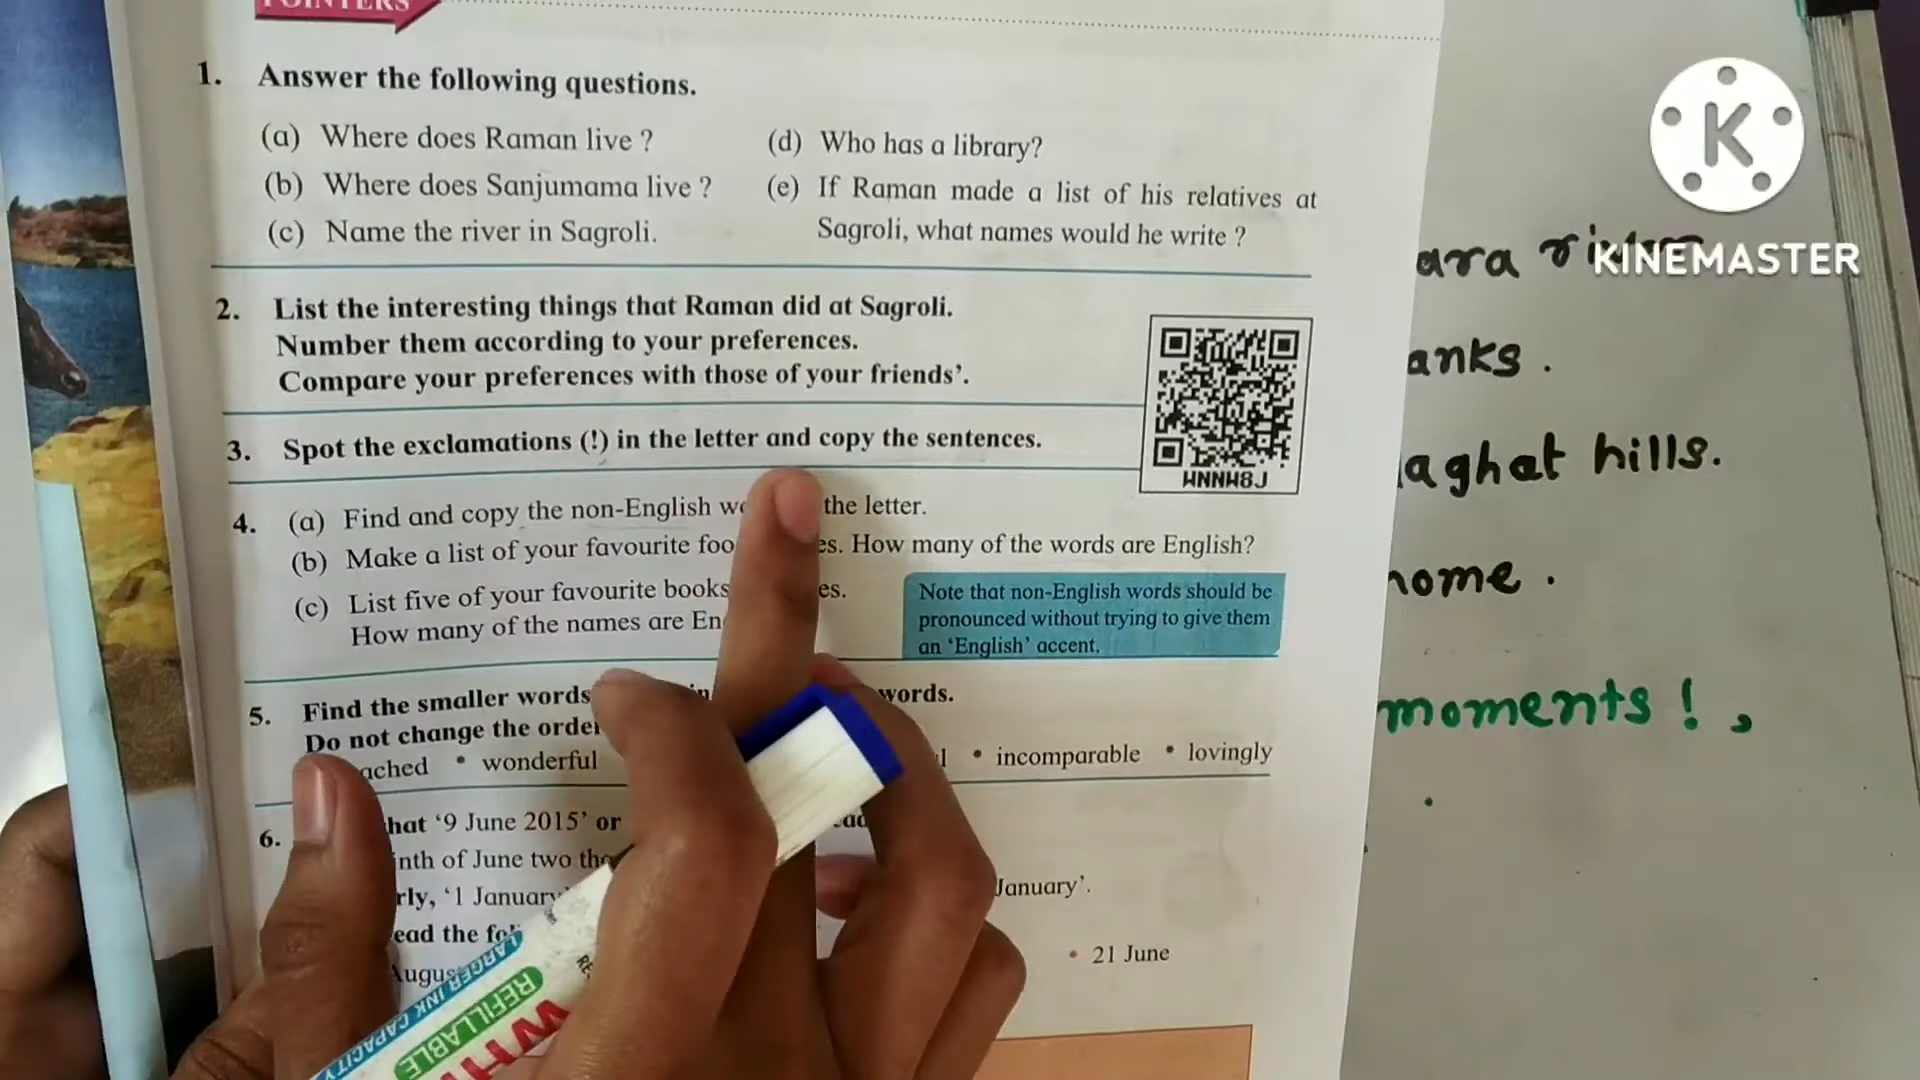 POINTERS
1. Answer the following questions.
(a) Where does Raman live ?
(b) Where does Sanjumama live ?
(c) Name the river in Sagroli.
(d) Who has a library?
(e) If Raman made a list of his relatives at
Sagroli, what names would he write ?
2. List the interesting things that Raman did at Sagroli.
Number them according to your preferences.
Compare your preferences with those of your friends’.
WNNW8J
3. Spot the exclamations (!) in the letter and copy the sentences.
4. (a) Find and copy the non-English the letter.
(b) Make a list of your favourite How many of the words are English?
(c) List five of your favourite books
How many of the names are
Note that non-English words should be
pronounced without trying to give them
an ‘English’ accent.
5. Find the smaller words words.
Do not change the
• wonderful • incomparable • lovingly
6. ‘9 June 2015’ or
of June two
‘1 January’ January’.
the
• 21 June
KINEMASTER
K
hills.
moments! ,
LARGER INK CAPACITY
REFILLABLE